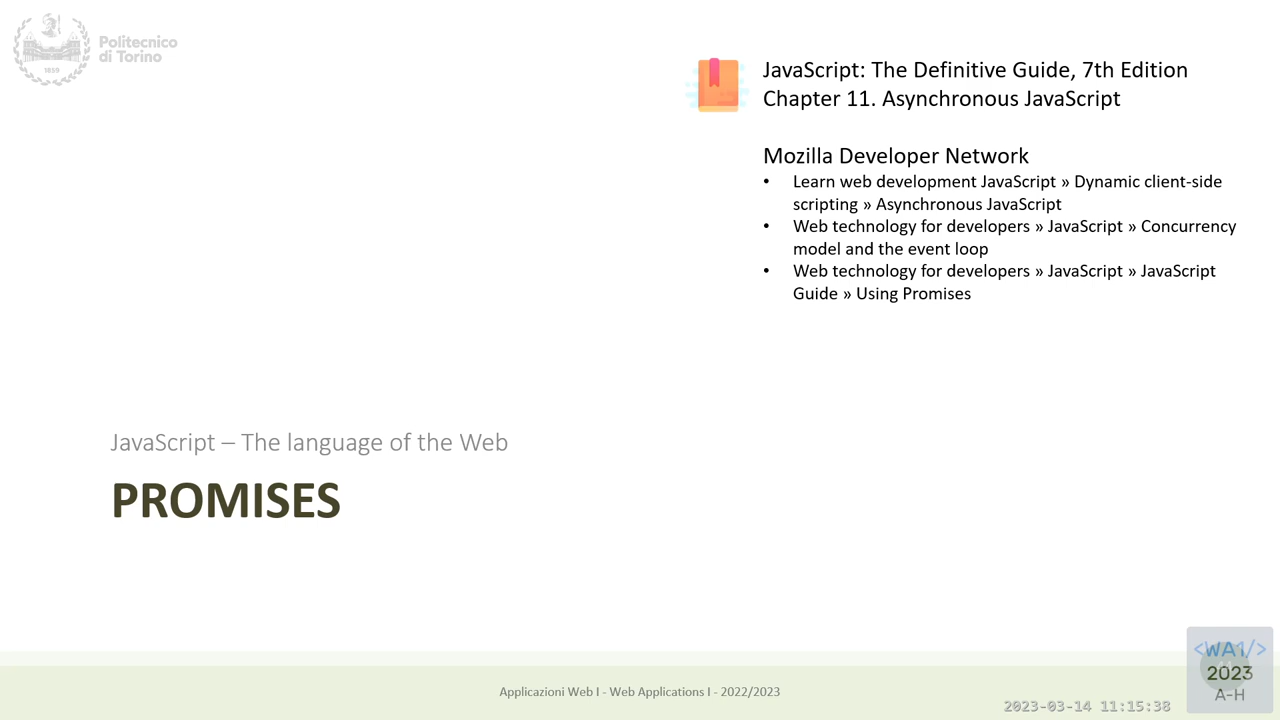 Politecnico
di Torino
1859
JavaScript: The Definitive Guide, 7th Edition
Chapter 11. Asynchronous JavaScript
Mozilla Developer Network
• Learn web development JavaScript » Dynamic client-side
scripting » Asynchronous JavaScript
• Web technology for developers » JavaScript » Concurrency
model and the event loop
• Web technology for developers » JavaScript » JavaScript
Guide » Using Promises
JavaScript – The language of the Web
PROMISES
Applicazioni Web I - Web Applications I - 2022/2023
2023-03-14 11:15:38
<WA1/>
2023
A-H